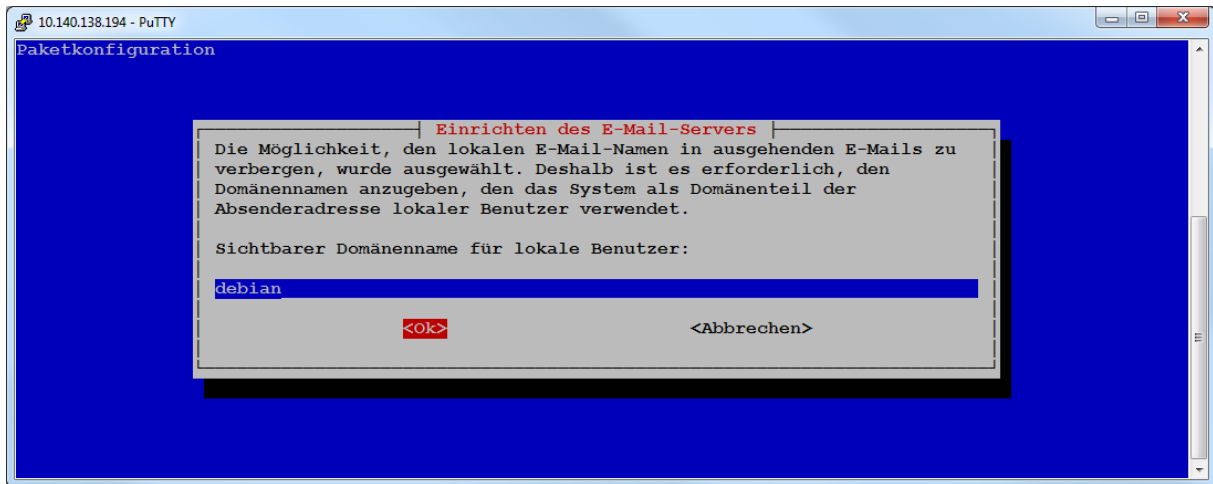 10.140.138.194 - PuTTY
Paketkonfiguration
Einrichten des E-Mail-Servers
Die Möglichkeit, den lokalen E-Mail-Namen in ausgehenden E-Mails zu
verbergen, wurde ausgewählt. Deshalb ist es erforderlich, den
Domänennamen anzugeben, den das System als Domänenteil der
Absenderadresse lokaler Benutzer verwendet.
Sichtbarer Domänenname für lokale Benutzer:
debian
<Ok> <Abbrechen>